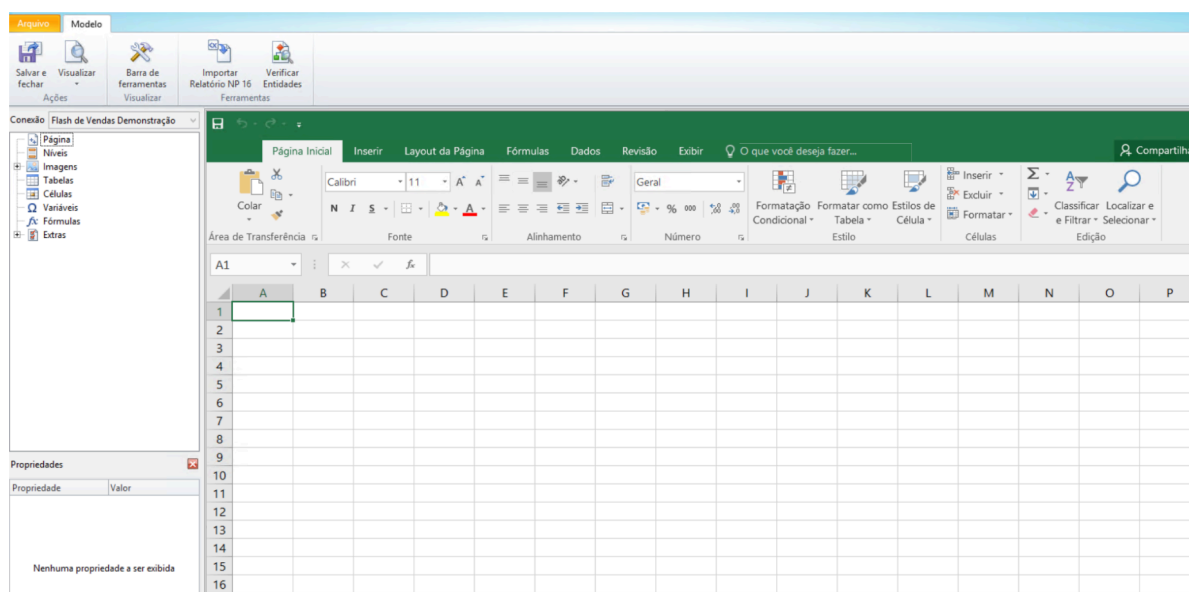 Arquivo Modelo
Salvar e fechar Visualizar Barra de ferramentas Importar Relatório NP 16 Verificar Entidades
Ações Visualizar Ferramentas
Conexão Flash de Vendas Demonstração
Página
Níveis
Imagens
Tabelas
Células
Variáveis
Fórmulas
Extras
Propriedades
Propriedade Valor
Nenhuma propriedade a ser exibida
Página Inicial Inserir Layout da Página Fórmulas Dados Revisão Exibir O que você deseja fazer... Compartilha
Colar Calibri 11 Geral Formatação Condicional Formatar como Tabela Estilos de Célula Inserir Excluir Formatar Classificar e Filtrar Localizar e Selecionar
N I S % 000
Área de Transferência Fonte Alinhamento Número Estilo Células Edição
A1 fx
A B C D E F G H I J K L M N O P
1
2
3
4
5
6
7
8
9
10
11
12
13
14
15
16